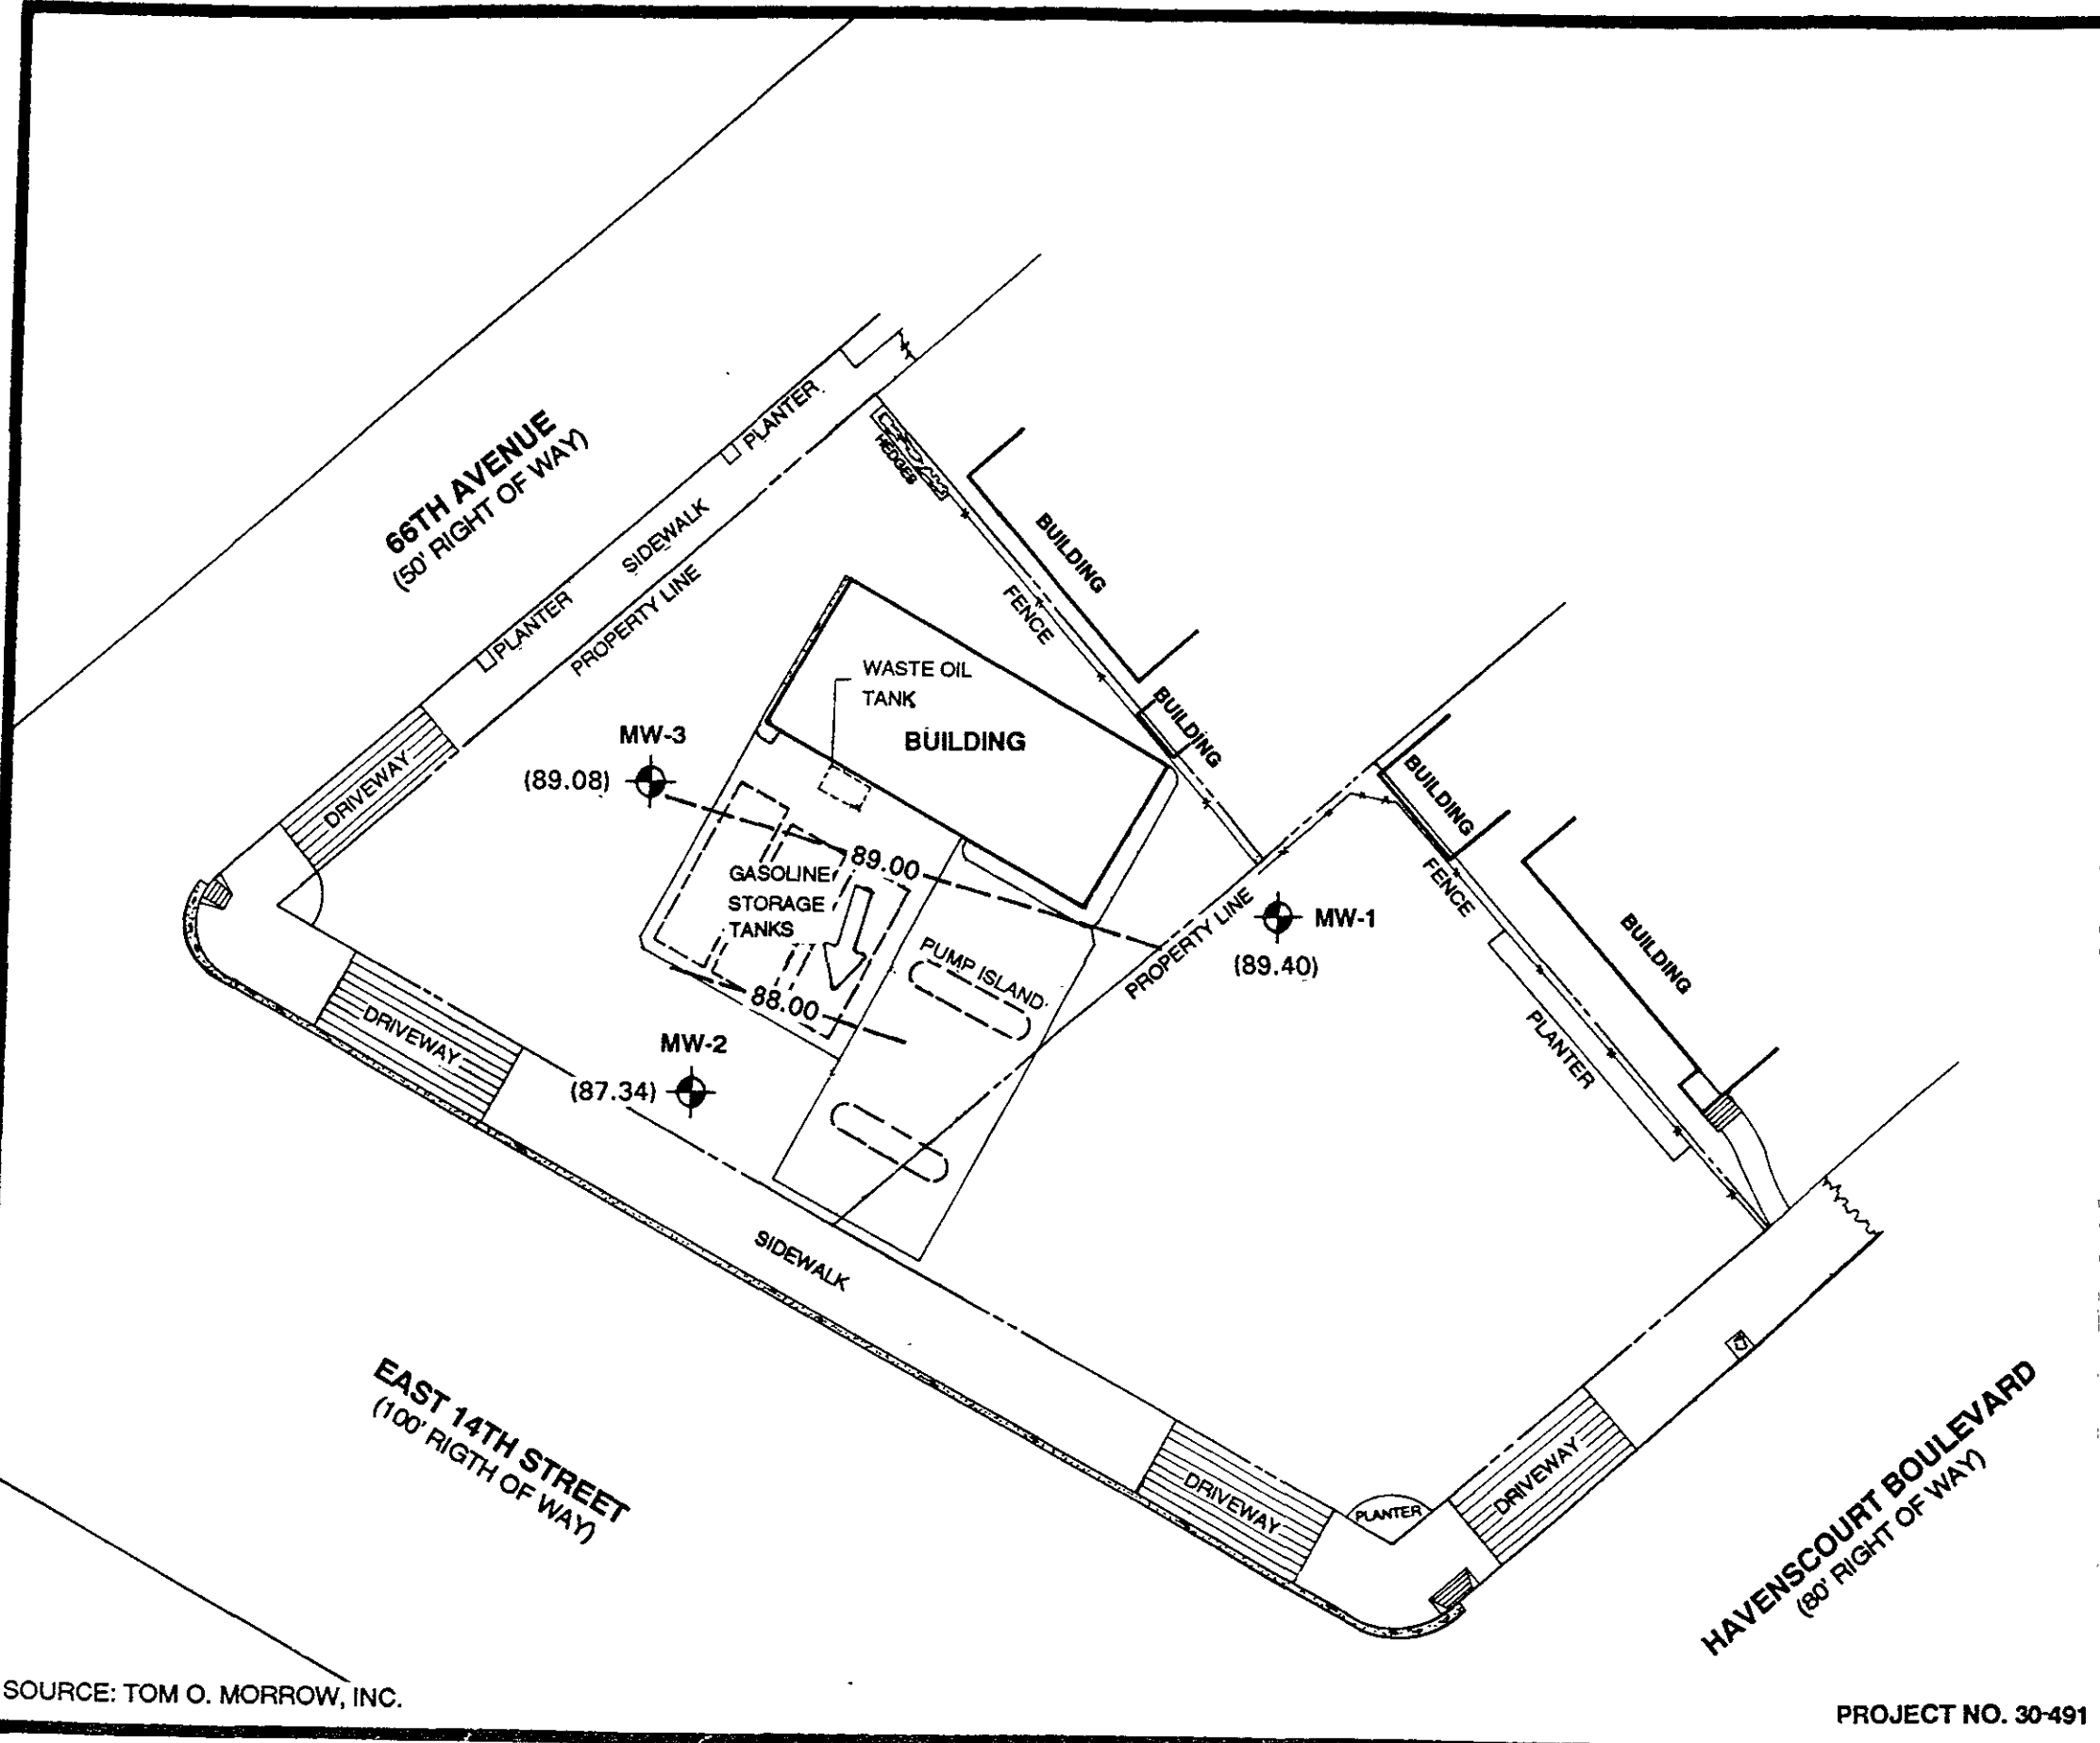 66TH AVENUE
(50' RIGHT OF WAY)
PLANTER
SIDEWALK
PROPERTY LINE
PLANTER
HEDGES
BUILDING
FENCE
BUILDING
WASTE OIL
TANK
BUILDING
MW-3
(89.08)
DRIVEWAY
89.00
GASOLINE
STORAGE
TANKS
88.00
PUMP ISLAND
PROPERTY LINE
MW-1
(89.40)
BUILDING
FENCE
BUILDING
PLANTER
DRIVEWAY
MW-2
(87.34)
SIDEWALK
EAST 14TH STREET
(100' RIGTH OF WAY)
DRIVEWAY
PLANTER
DRIVEWAY
HAVENSCOURT BOULEVARD
(80' RIGHT OF WAY)
SOURCE: TOM O. MORROW, INC.
PROJECT NO. 30-491